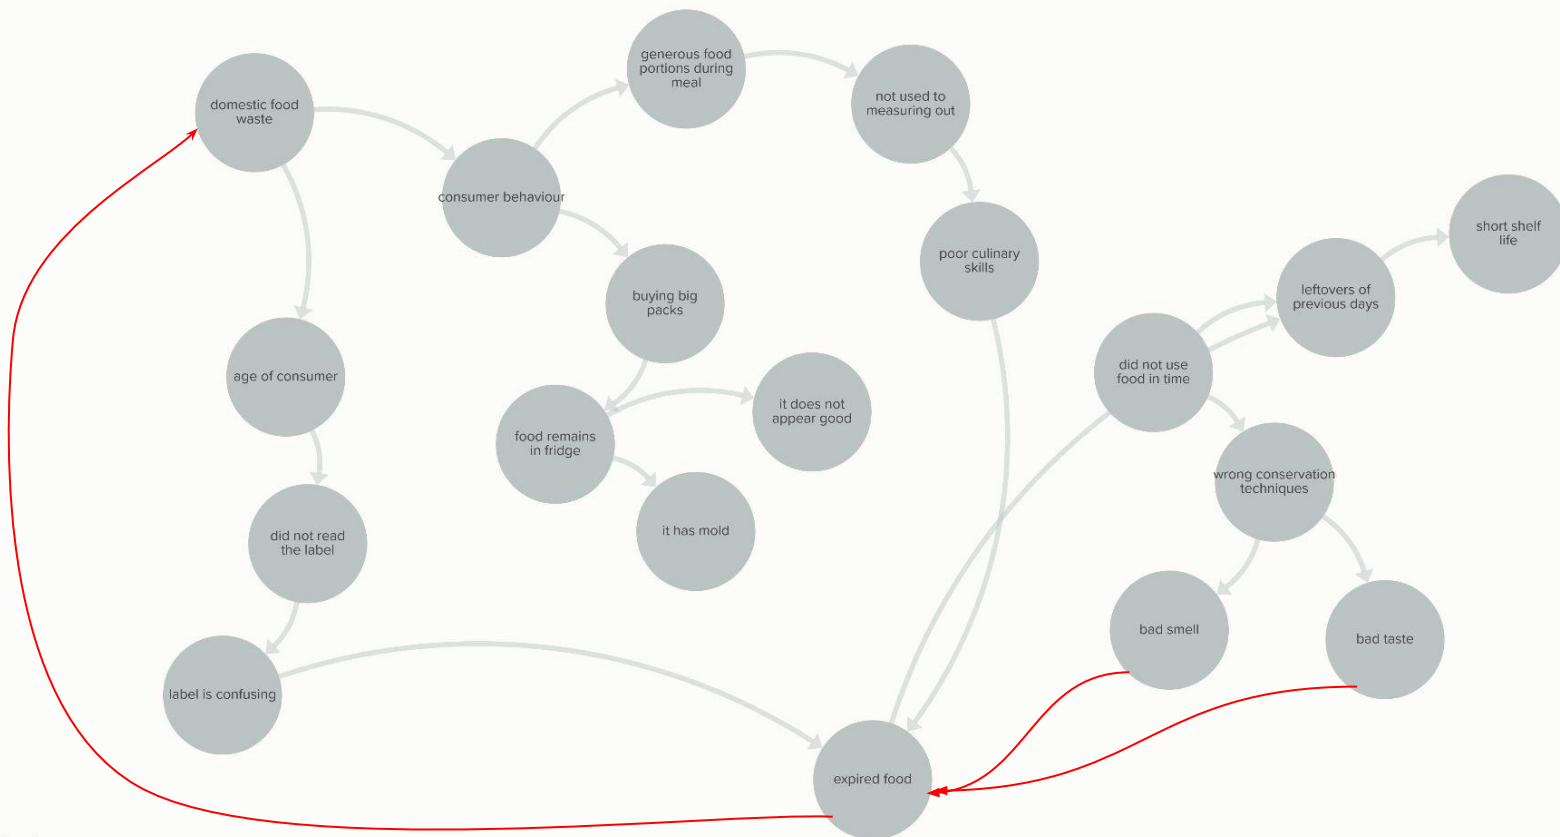 generous food
portions during
meal
domestic food
waste
not used to
measuring out
consumer behaviour
poor culinary
skills
short shelf
life
buying big
packs
leftovers of
previous days
age of consumer
did not use
food in time
it does not
appear good
food remains
in fridge
wrong conservation
techniques
it has mold
did not read
the label
bad smell
bad taste
label is confusing
expired food